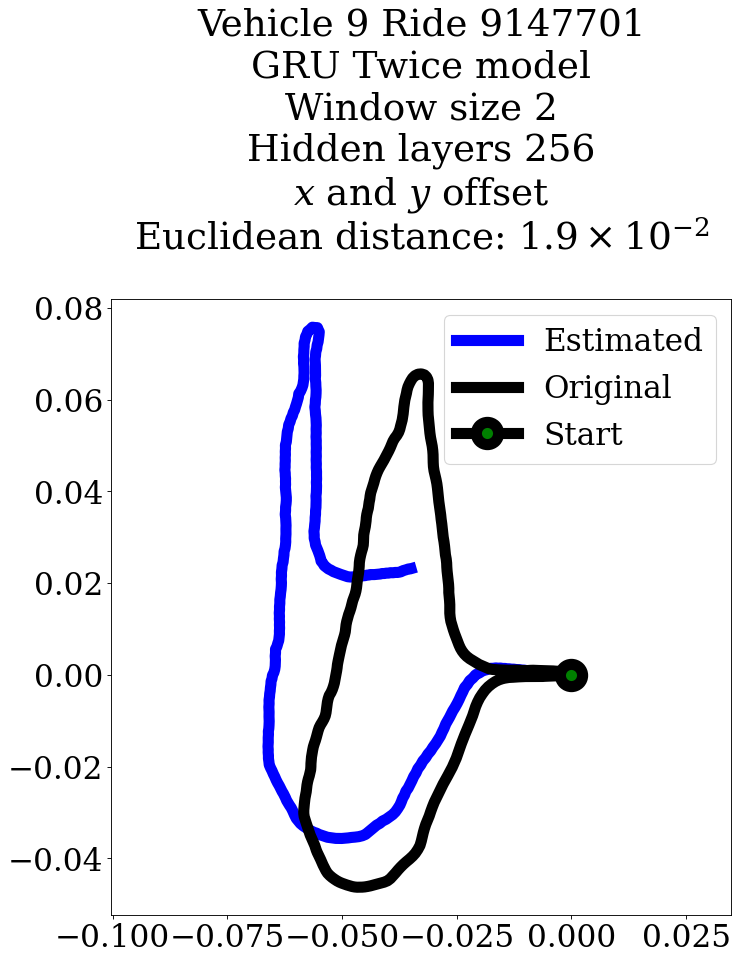 Vehicle 9 Ride 9147701
GRU Twice model
Window size 2
Hidden layers 256
x and y offset
Euclidean distance: 1.9 × 10⁻²
0.08
0.06
0.04
0.02
0.00
−0.02
−0.04
Estimated
Original
Start
−0.100 −0.075 −0.050 −0.025 0.000 0.025